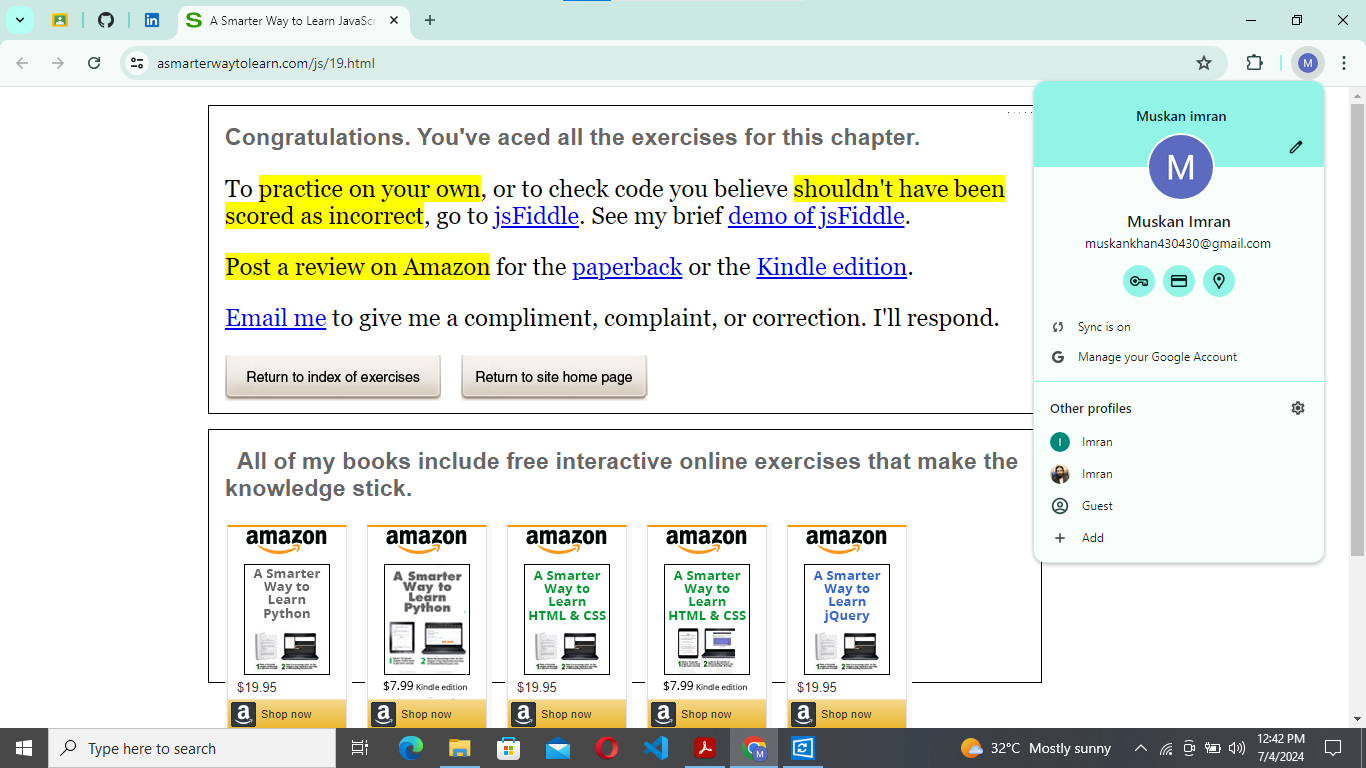 A Smarter Way to Learn JavaScr
asmarterwaytolearn.com/js/19.html
M
Congratulations. You've aced all the exercises for this chapter.
To practice on your own, or to check code you believe shouldn't have been
scored as incorrect, go to jsFiddle. See my brief demo of jsFiddle.
Post a review on Amazon for the paperback or the Kindle edition.
Email me to give me a compliment, complaint, or correction. I'll respond.
Return to index of exercises
Return to site home page
Muskan imran
M
Muskan Imran
muskankhan430430@gmail.com
Sync is on
Manage your Google Account
Other profiles
I
Imran
Imran
Guest
Add
All of my books include free interactive online exercises that make the
knowledge stick.
amazon
A Smarter
Way to
Learn
Python
$19.95
Shop now
amazon
A Smarter
Way to
Learn
Python
$7.99 Kindle edition
Shop now
amazon
A Smarter
Way to
Learn
HTML & CSS
$19.95
Shop now
amazon
A Smarter
Way to
Learn
HTML & CSS
$7.99 Kindle edition
Shop now
amazon
A Smarter
Way to
Learn
jQuery
$19.95
Shop now
Type here to search
M
32°C Mostly sunny
12:42 PM
7/4/2024